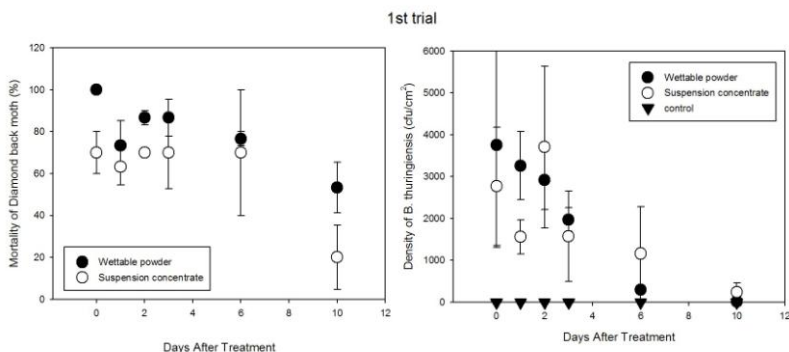 1st trial
Mortality of Diamond back moth (%)
120
100
80
60
40
20
0
Wettable powder
Suspension concentrate
0 2 4 6 8 10 12
Days After Treatment
Density of B. thuringiensis (cfu/cm²)
6000
5000
4000
3000
2000
1000
0
Wettable powder
Suspension concentrate
control
0 2 4 6 8 10 12
Days After Treatment